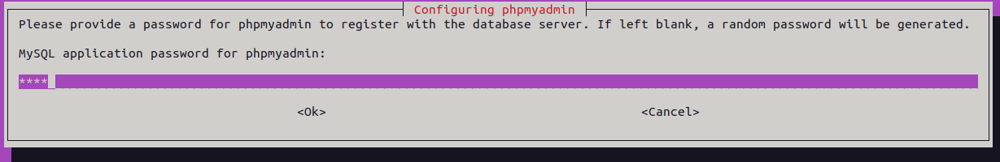 Configuring phpmyadmin
Please provide a password for phpmyadmin to register with the database server. If left blank, a random password will be generated.
MySQL application password for phpmyadmin:
****_
<Ok> <Cancel>